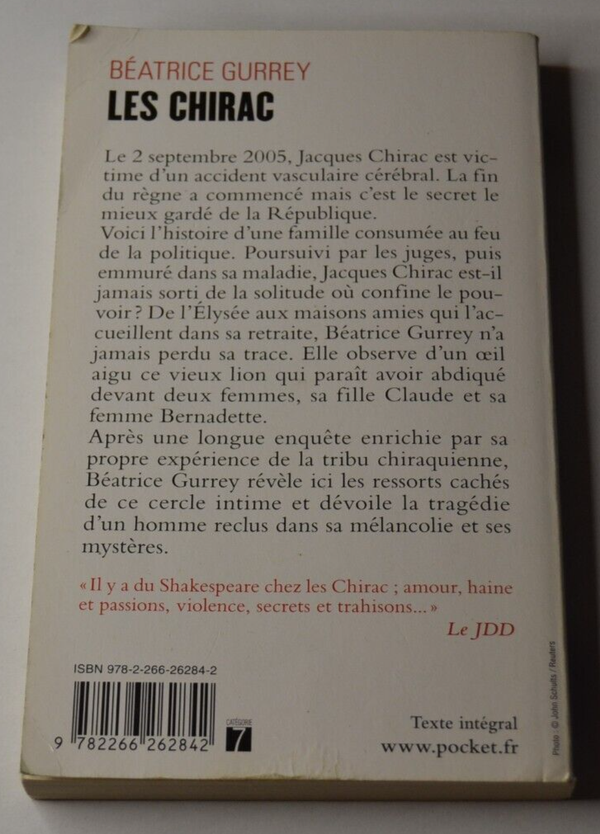 BÉATRICE GURREY
LES CHIRAC
Le 2 septembre 2005, Jacques Chirac est vic-
time d'un accident vasculaire cérébral. La fin
du règne a commencé mais c'est le secret le
mieux gardé de la République.
Voici l'histoire d'une famille consumée au feu
de la politique. Poursuivi par les juges, puis
emmuré dans sa maladie, Jacques Chirac est-il
jamais sorti de la solitude où confine le pou-
voir ? De l'Élysée aux maisons amies qui l'ac-
cueillent dans sa retraite, Béatrice Gurrey n'a
jamais perdu sa trace. Elle observe d'un œil
aigu ce vieux lion qui paraît avoir abdiqué
devant deux femmes, sa fille Claude et sa
femme Bernadette.
Après une longue enquête enrichie par sa
propre expérience de la tribu chiraquienne,
Béatrice Gurrey révèle ici les ressorts cachés
de ce cercle intime et dévoile la tragédie
d'un homme reclus dans sa mélancolie et ses
mystères.
« Il y a du Shakespeare chez les Chirac ; amour, haine
et passions, violence, secrets et trahisons... »
Le JDD
ISBN 978-2-266-26284-2
9 782266 262842
CATÉGORIE
7
Texte intégral
www.pocket.fr
Photo : © John Schults / Reuters